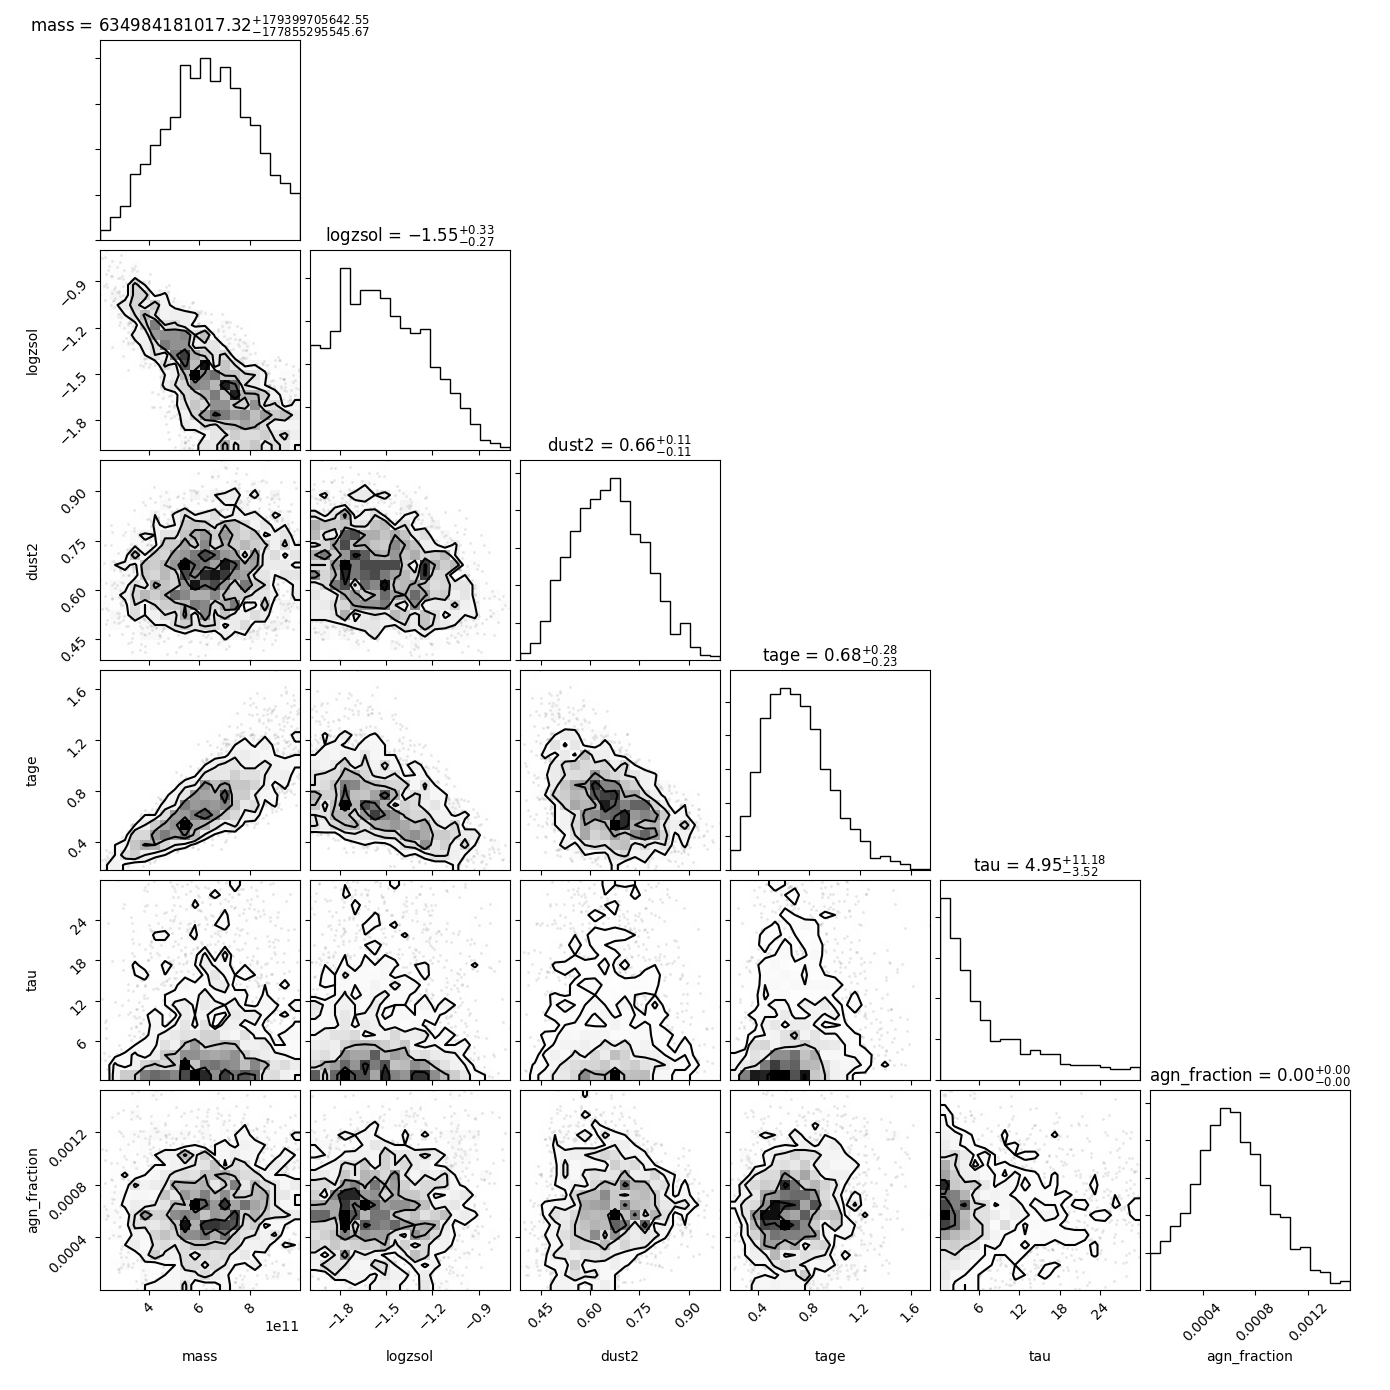 mass = 634984181017.32+179399705642.55−177855295545.67
logzsol = −1.55+0.33−0.27
−0.9
−1.2
−1.5
−1.8
logzsol
dust2 = 0.66+0.11−0.11
0.90
0.75
0.60
0.45
dust2
tage = 0.68+0.28−0.23
1.6
1.2
0.8
0.4
tage
tau = 4.95+11.18−3.52
24
18
12
6
tau
agn_fraction = 0.00+0.00−0.00
0.0012
0.0008
0.0004
agn_fraction
4 6 8
1e11
−1.8 −1.5 −1.2 −0.9
0.45 0.60 0.75 0.90
0.4 0.8 1.2 1.6
6 12 18 24
0.0004 0.0008 0.0012
mass logzsol dust2 tage tau agn_fraction